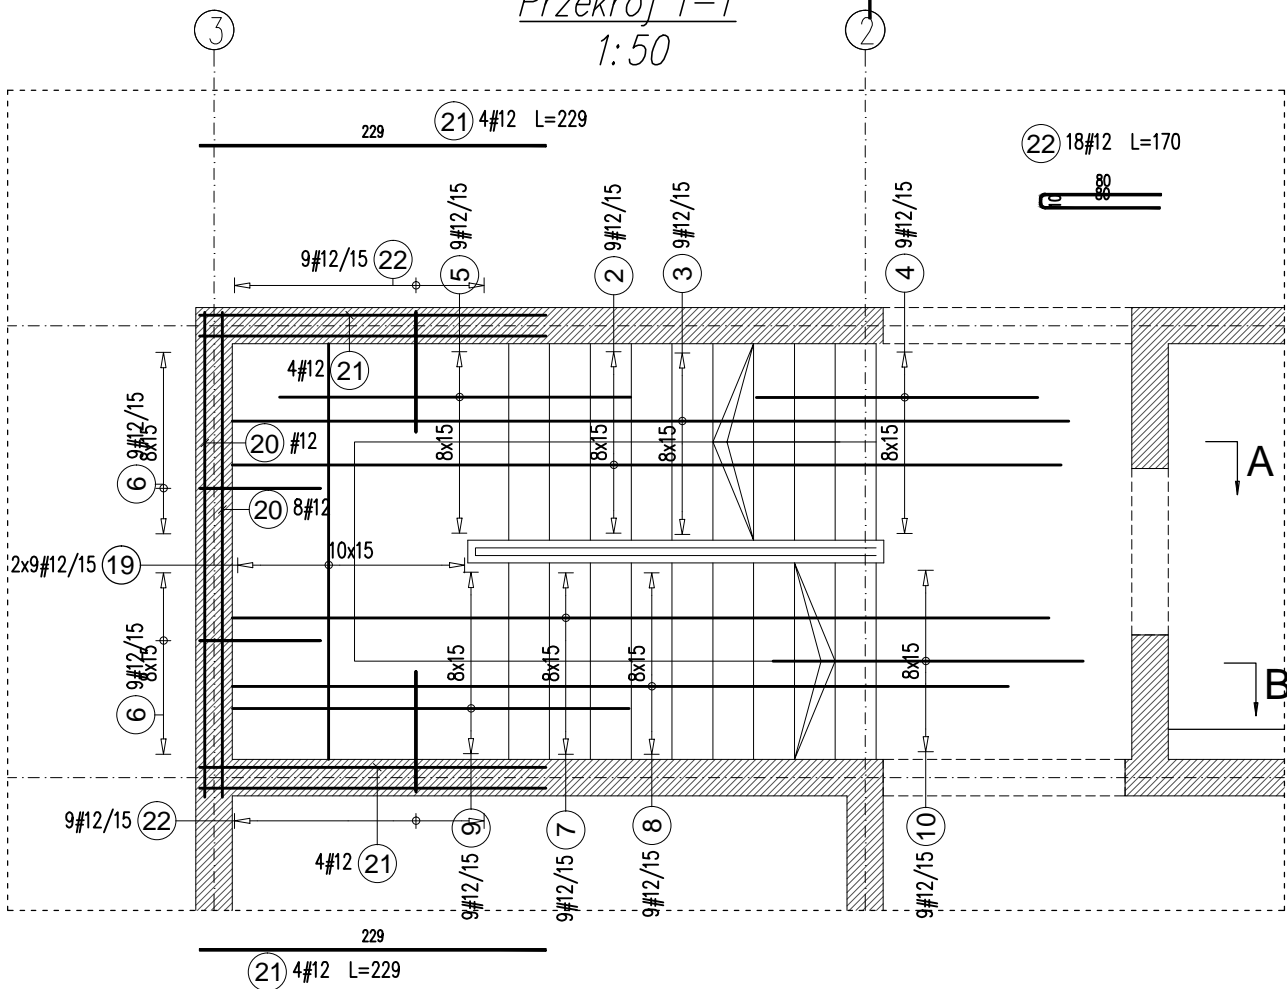 Przekrój 1-1
1:50
3
2
229
21 4#12 L=229
22 18#12 L=170
80
80
10
9#12/15 22
5 9#12/15
2 9#12/15
3 9#12/15
4 9#12/15
4#12 21
6 9#12/15
8x15
20 #12
20 8#12
8x15
8x15
8x15
8x15
A
2x9#12/15 19
10x15
6 9#12/15
8x15
8x15
8x15
8x15
8x15
B
9#12/15 22
4#12 21
9#12/15 9
9#12/15 7
9#12/15 8
9#12/15 10
229
21 4#12 L=229